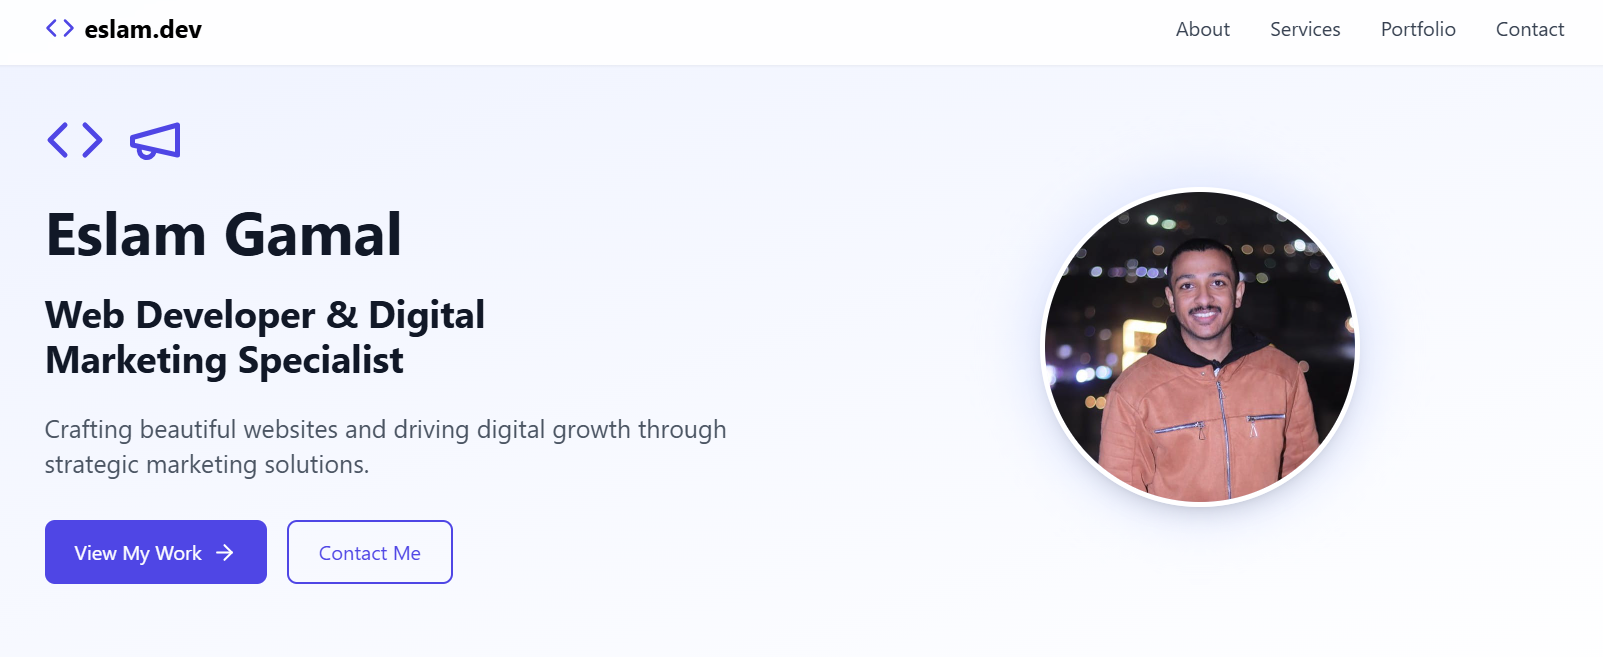 eslam.dev
About
Services
Portfolio
Contact
Eslam Gamal
Web Developer & Digital
Marketing Specialist
Crafting beautiful websites and driving digital growth through
strategic marketing solutions.
View My Work
Contact Me